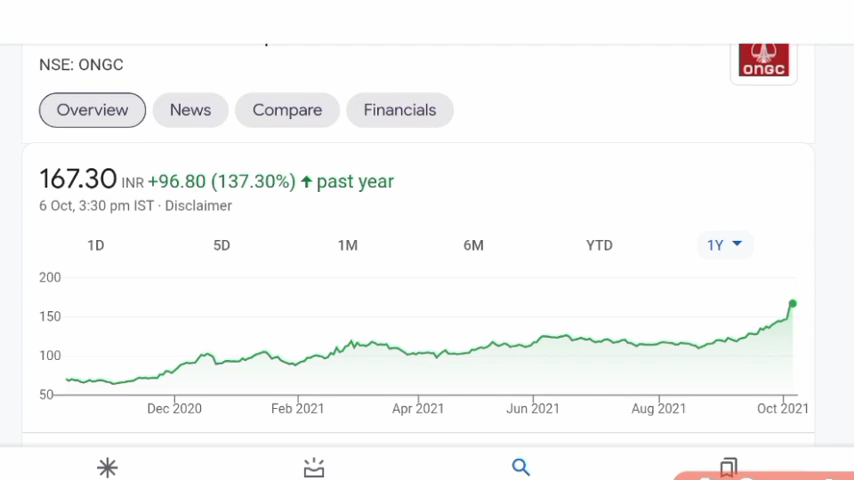 NSE: ONGC
ONGC
Overview News Compare Financials
167.30 INR +96.80 (137.30%) ↑ past year
6 Oct, 3:30 pm IST · Disclaimer
1D 5D 1M 6M YTD 1Y
200
150
100
50
Dec 2020 Feb 2021 Apr 2021 Jun 2021 Aug 2021 Oct 2021